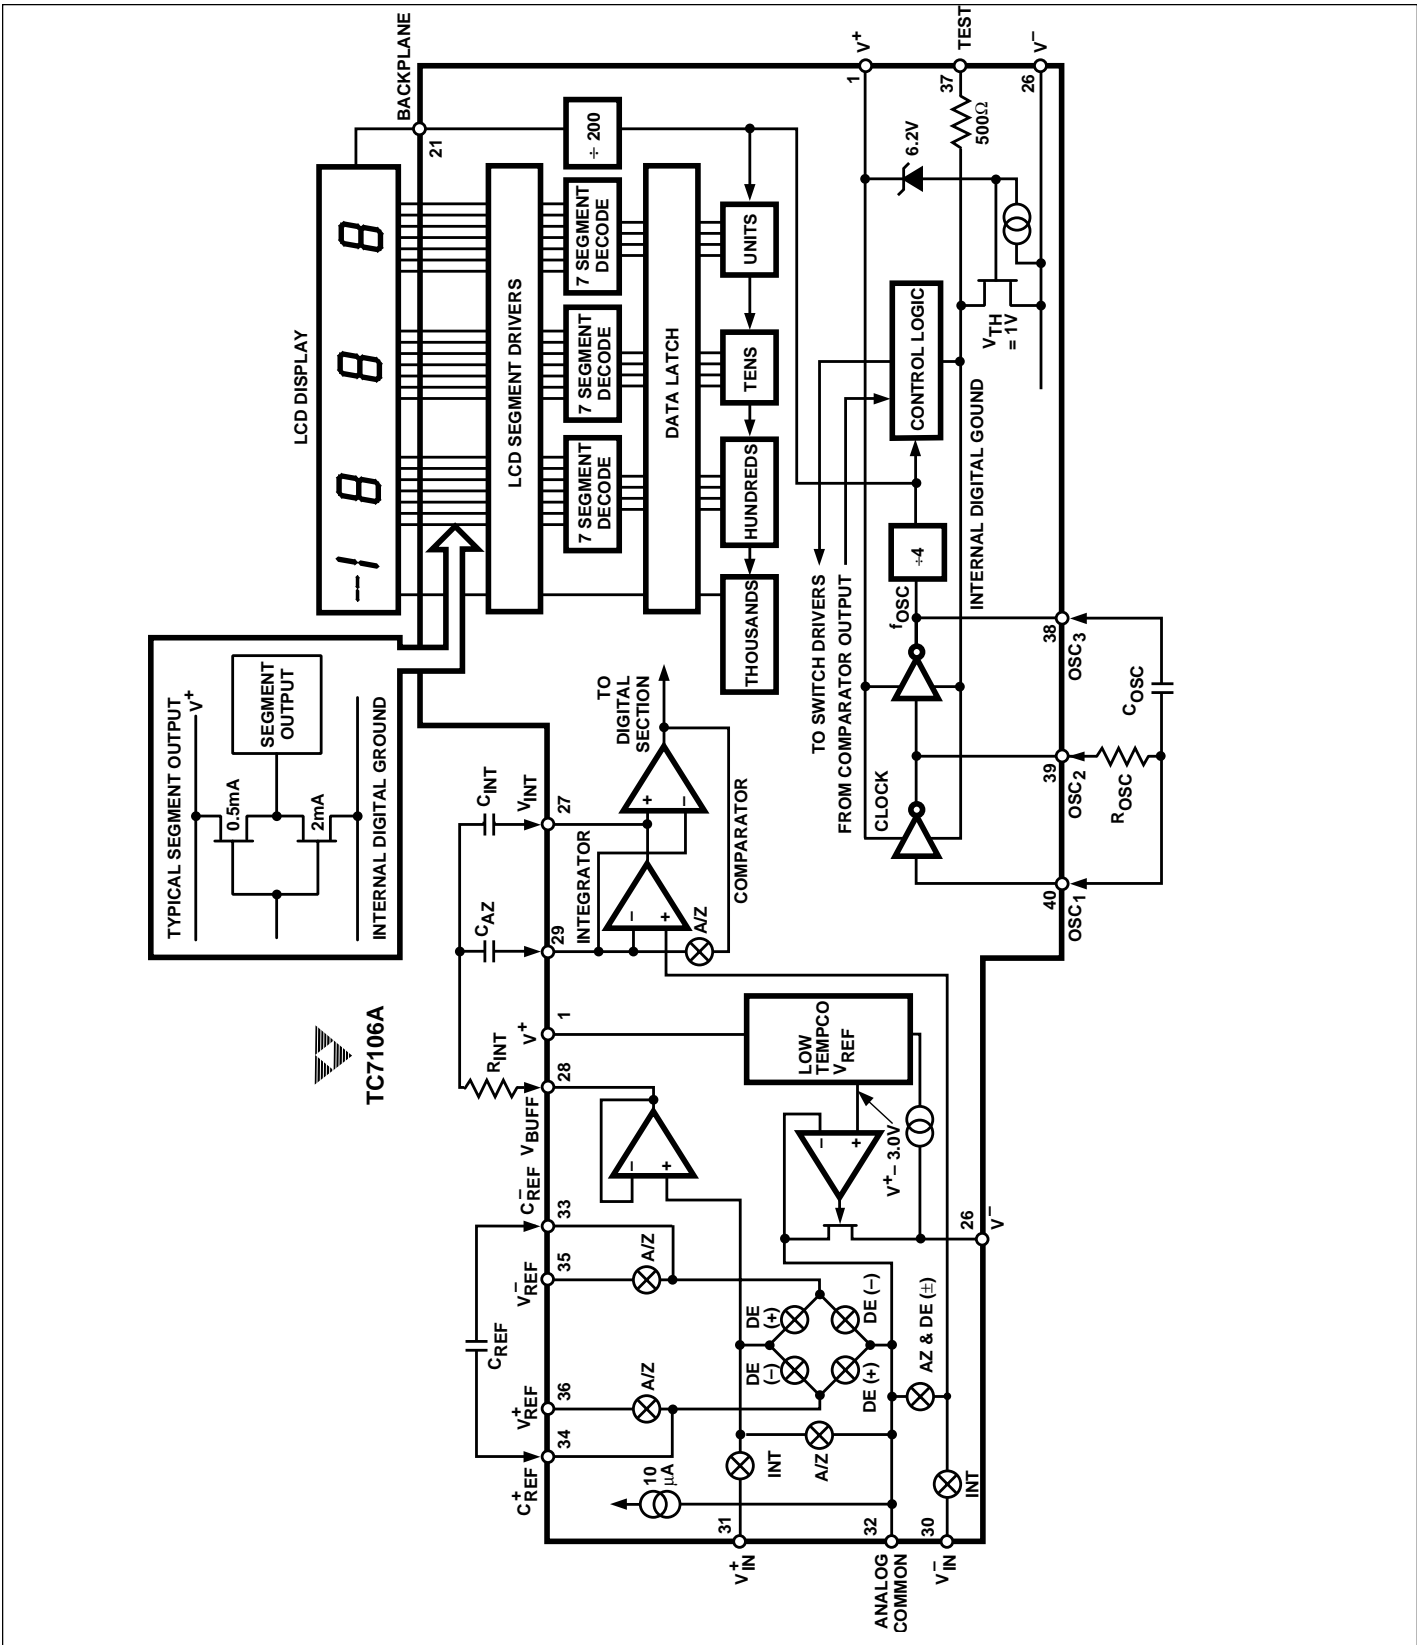 TC7106A
TYPICAL SEGMENT OUTPUT
V+
0.5mA
2mA
SEGMENT
OUTPUT
INTERNAL DIGITAL GROUND
LCD DISPLAY
-1 8 8 8
BACKPLANE
21
LCD SEGMENT DRIVERS
7 SEGMENT
DECODE
7 SEGMENT
DECODE
7 SEGMENT
DECODE
÷ 200
DATA LATCH
THOUSANDS
HUNDREDS
TENS
UNITS
CREF
RINT
CAZ
CINT
C+REF
34
V+REF
36
V–REF
35
C–REF
33
VBUFF
28
V+
1
29
INTEGRATOR
27
VINT
TO
DIGITAL
SECTION
10
µA
A/Z
A/Z
–
+
–
+
+
–
A/Z
COMPARATOR
31
V+IN
INT
A/Z
DE
(–)
DE
(+)
DE (+)
DE (–)
32
ANALOG
COMMON
AZ & DE (±)
30
V–IN
INT
–
+
V+ – 3.0V
LOW
TEMPCO
VREF
26
V–
TO SWITCH DRIVERS
FROM COMPARATOR OUTPUT
CLOCK
fOSC
÷4
CONTROL LOGIC
INTERNAL DIGITAL GOUND
VTH
= 1V
6.2V
500Ω
1
V+
37
TEST
26
V–
40
OSC1
39
OSC2
38
OSC3
ROSC
COSC